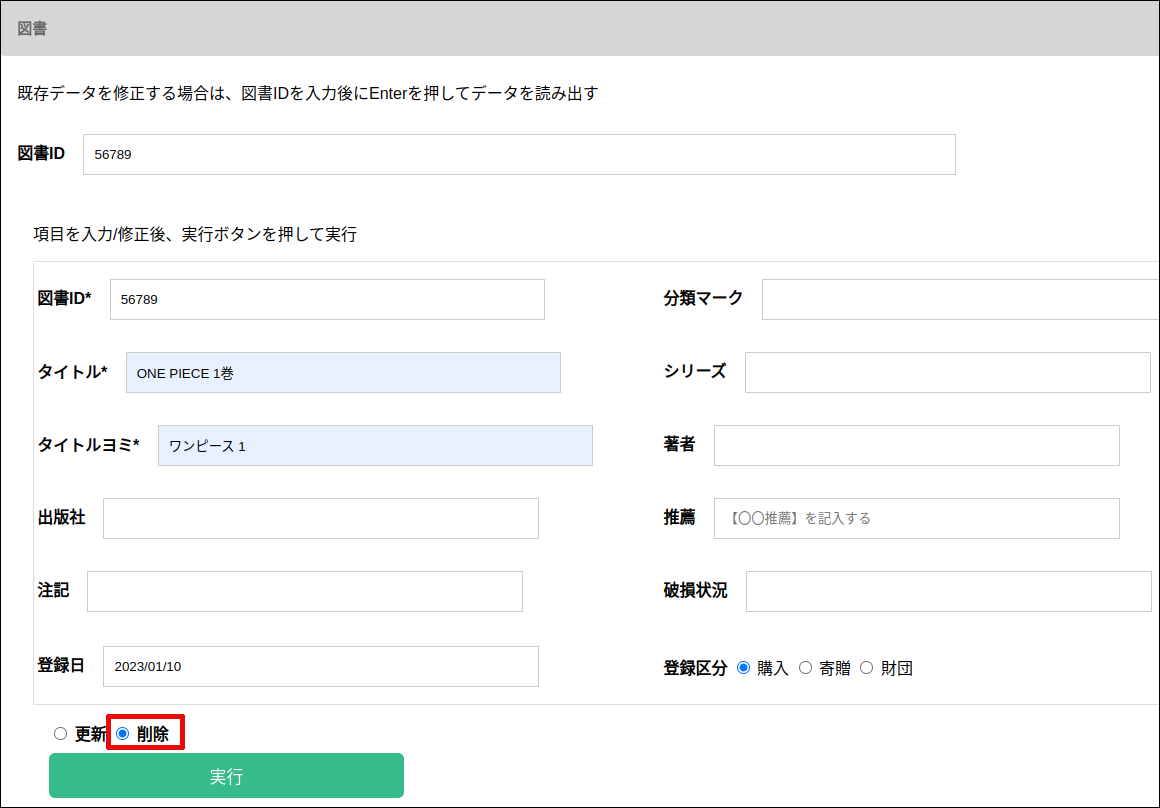 図書
既存データを修正する場合は、図書IDを入力後にEnterを押してデータを読み出す
図書ID 56789
項目を入力/修正後、実行ボタンを押して実行
図書ID* 56789 分類マーク
タイトル* ONE PIECE 1巻 シリーズ
タイトルヨミ* ワンピース 1 著者
出版社 推薦 【〇〇推薦】を記入する
注記 破損状況
登録日 2023/01/10 登録区分 購入 寄贈 財団
更新 削除
実行